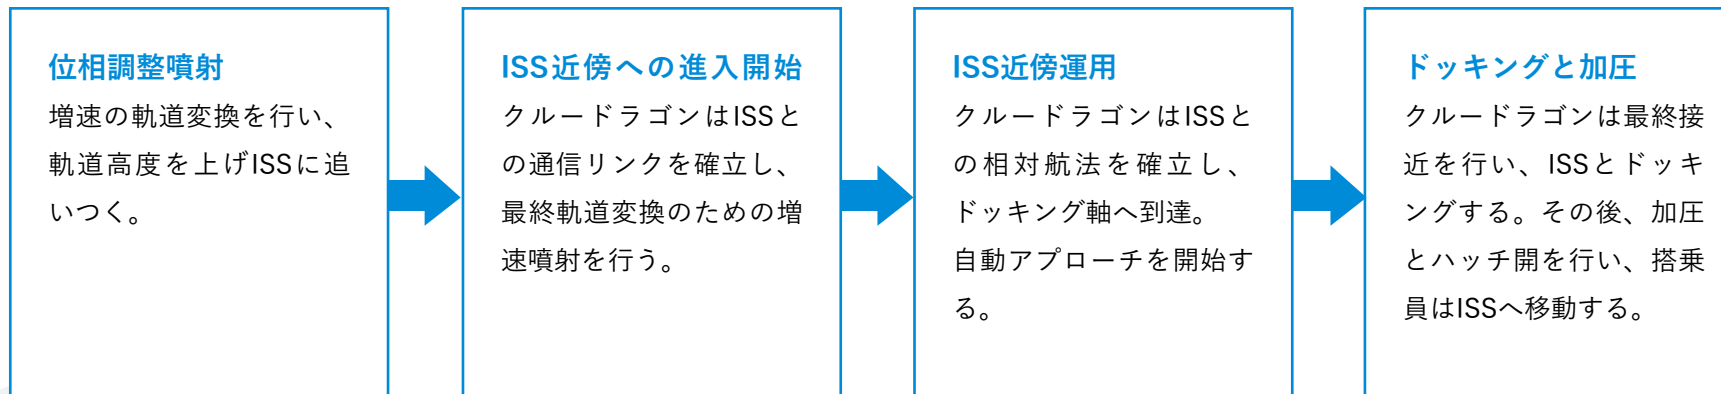 位相調整噴射
増速の軌道変換を行い、
軌道高度を上げISSに追
いつく。
ISS近傍への進入開始
クルードラゴンはISSと
の通信リンクを確立し、
最終軌道変換のための増
速噴射を行う。
ISS近傍運用
クルードラゴンはISSと
の相対航法を確立し、
ドッキング軸へ到達。
自動アプローチを開始す
る。
ドッキングと加圧
クルードラゴンは最終接
近を行い、ISSとドッキ
ングする。その後、加圧
とハッチ開を行い、搭乗
員はISSへ移動する。